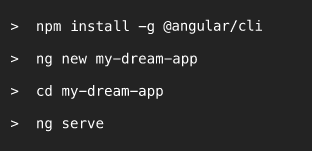 > npm install -g @angular/cli
> ng new my-dream-app
> cd my-dream-app
> ng serve